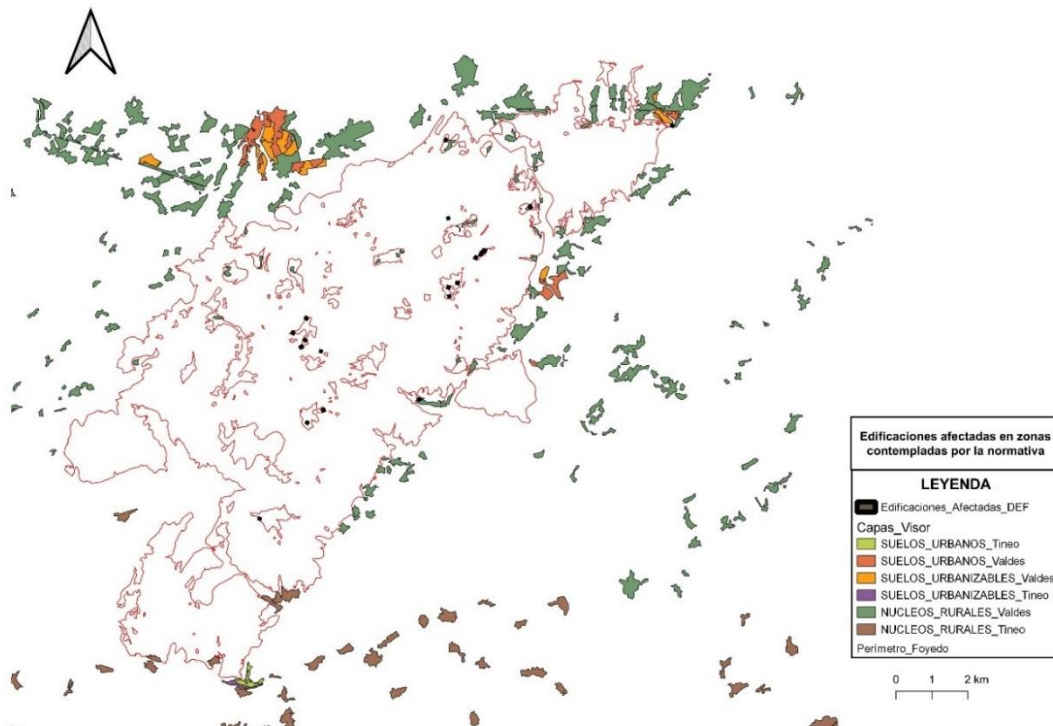 Edificaciones afectadas en zonas
contempladas por la normativa
LEYENDA
Edificaciones_Afectadas_DEF
Capas_Visor
SUELOS_URBANOS_Tineo
SUELOS_URBANOS_Valdes
SUELOS_URBANIZABLES_Valdes
SUELOS_URBANIZABLES_Tineo
NUCLEOS_RURALES_Valdes
NUCLEOS_RURALES_Tineo
Perímetro_Foyedo
0 1 2 km